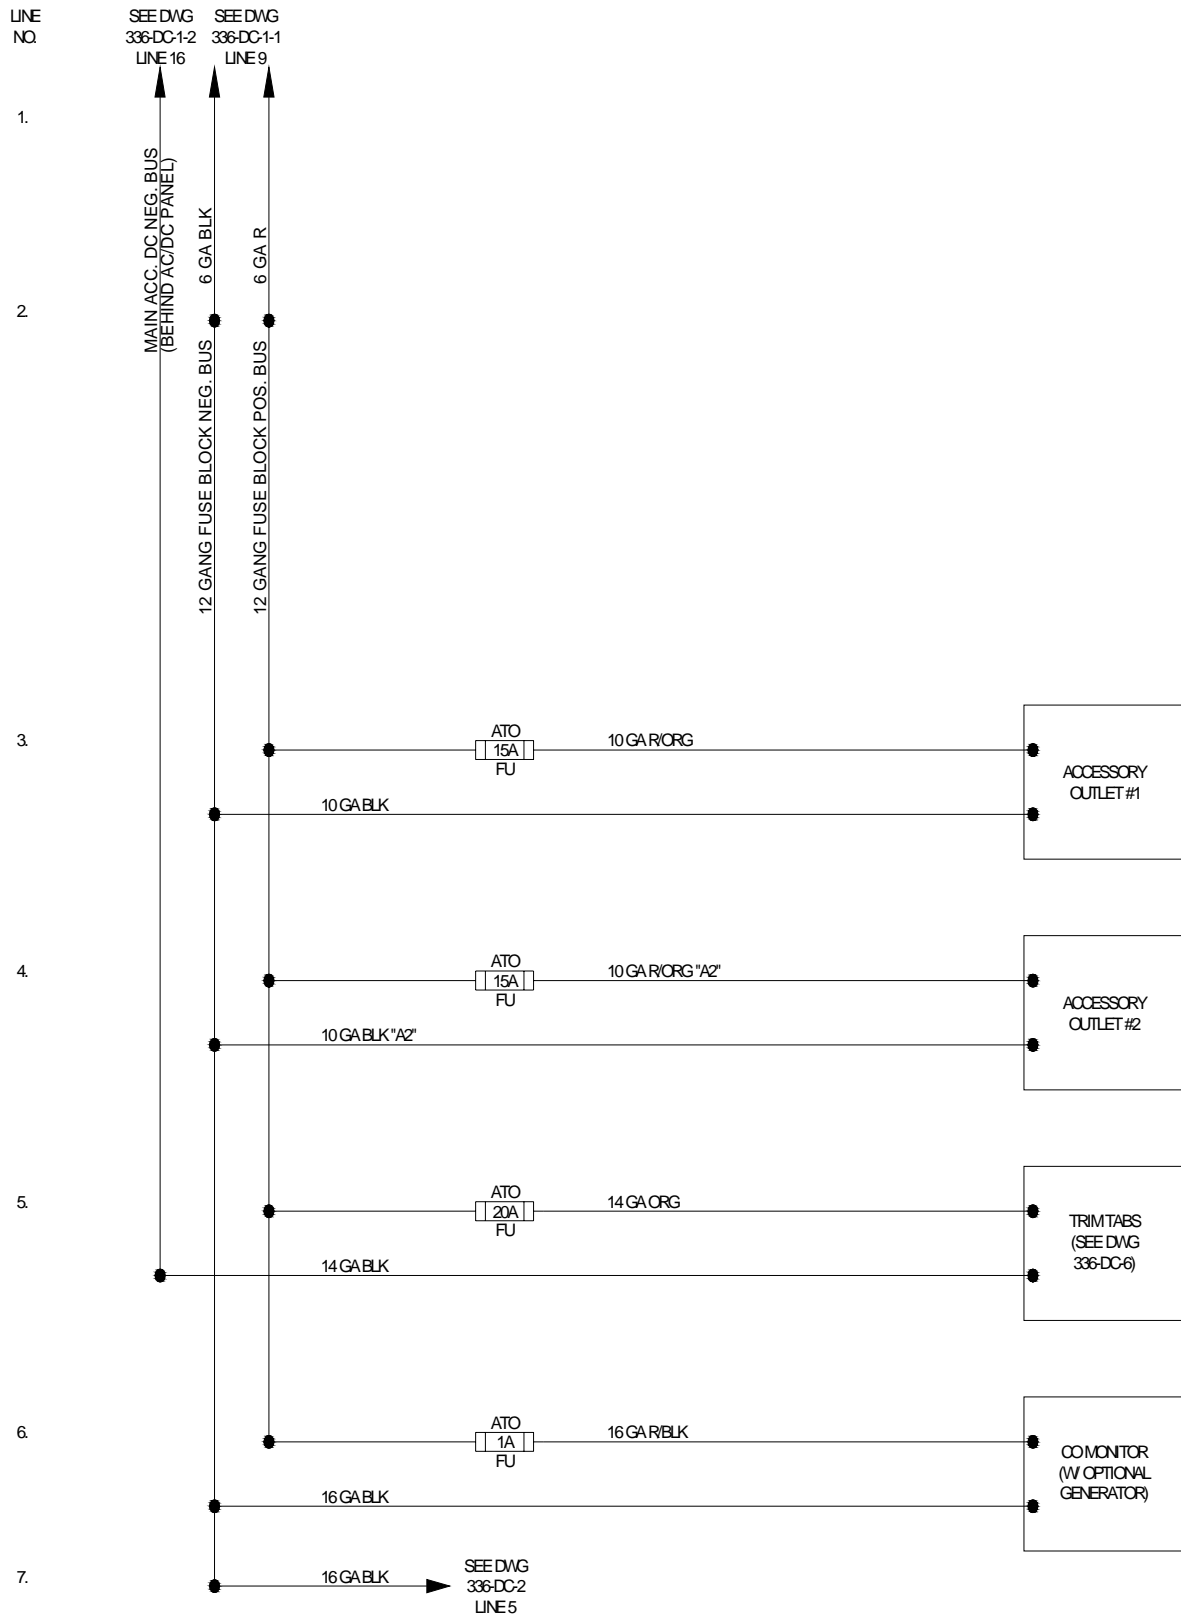 LINE
NO.
SEE DWG
336-DC-1-2
LINE 16
SEE DWG
336-DC-1-1
LINE 9
1.
MAIN ACC. DC NEG. BUS
(BEHIND AC/DC PANEL)
6 GA BLK
6 GA R
2.
12 GANG FUSE BLOCK NEG. BUS
12 GANG FUSE BLOCK POS. BUS
3.
ATO
15A
FU
10 GA R/ORG
10 GA BLK
ACCESSORY
OUTLET #1
4.
ATO
15A
FU
10 GA R/ORG "A2"
10 GA BLK "A2"
ACCESSORY
OUTLET #2
5.
ATO
20A
FU
14 GA ORG
14 GA BLK
TRIM TABS
(SEE DWG
336-DC-6)
6.
ATO
1A
FU
16 GA R/BLK
16 GA BLK
CO MONITOR
(W/ OPTIONAL
GENERATOR)
7.
16 GA BLK
SEE DWG
336-DC-2
LINE 5